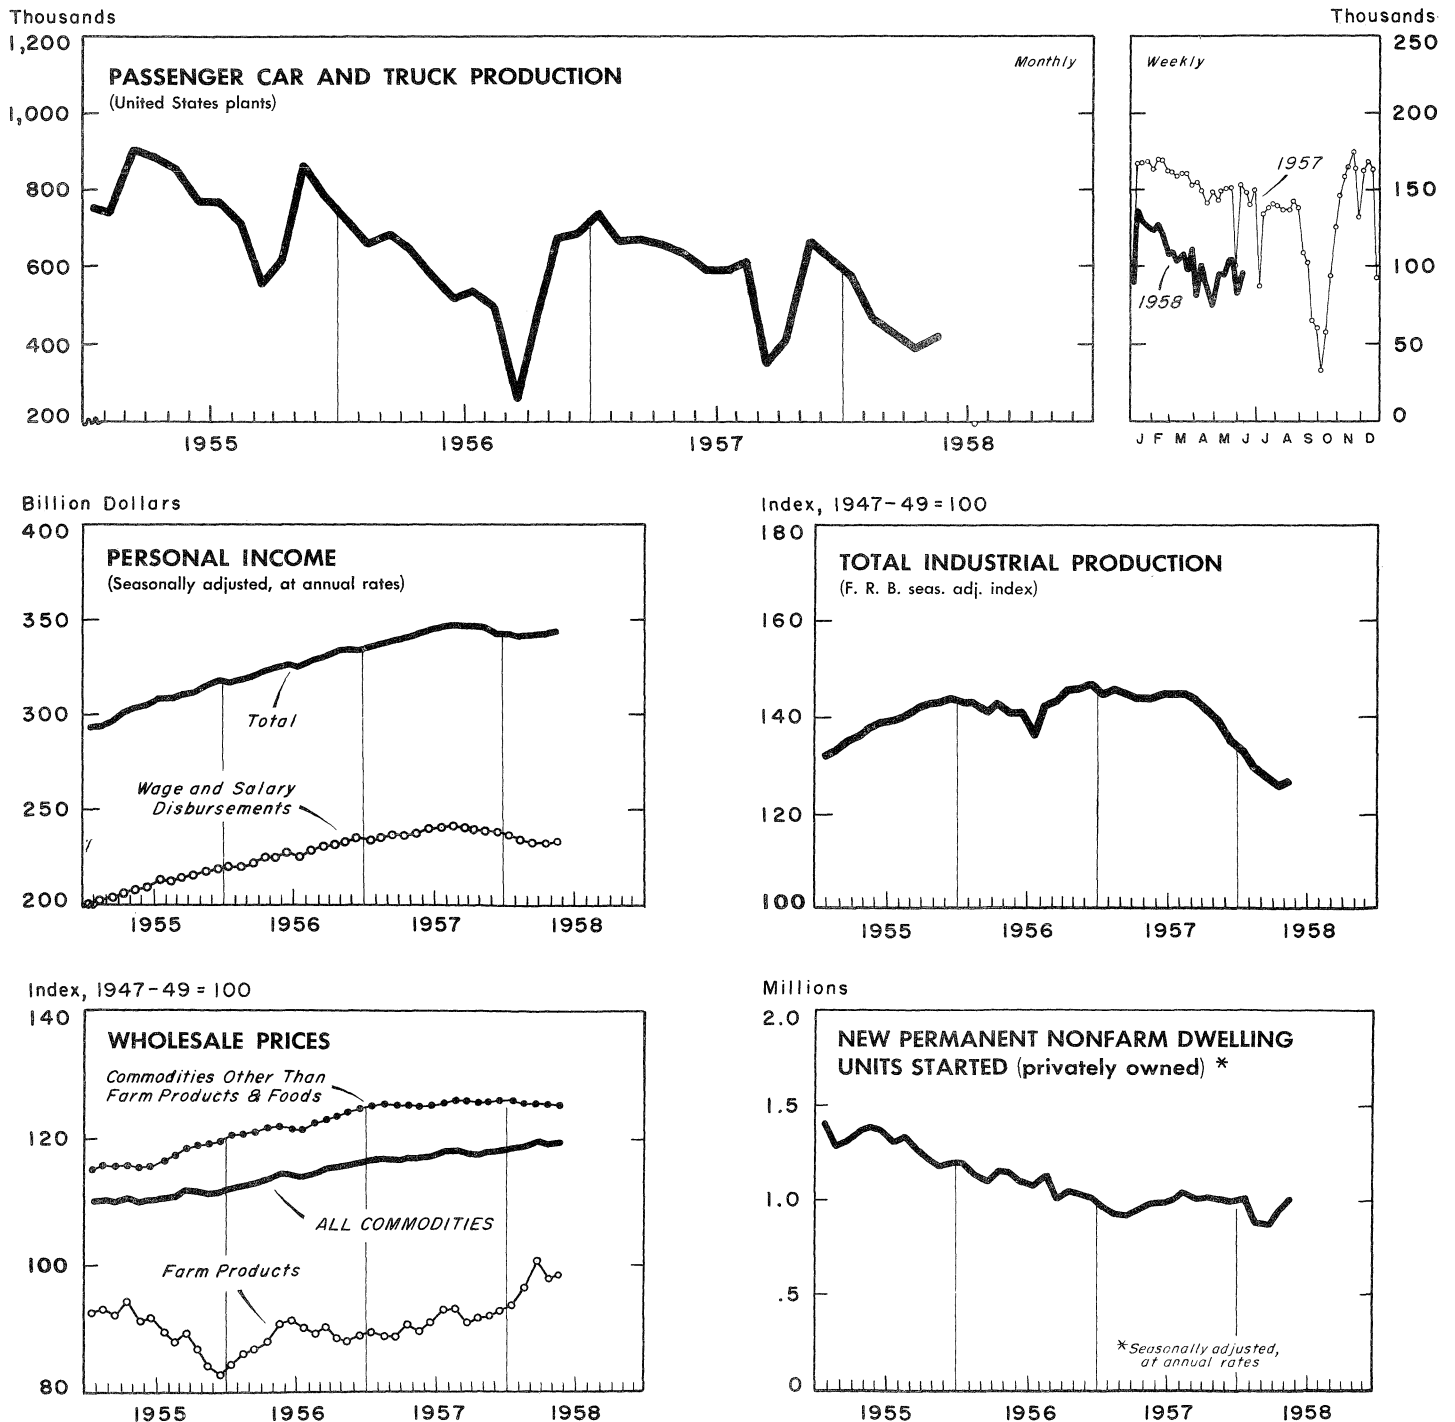 Thousands
1,200
1,000
800
600
400
200
PASSENGER CAR AND TRUCK PRODUCTION
(United States plants)
Monthly
1955
1956
1957
1958
Thousands
Weekly
1957
1958
250
200
150
100
50
0
J F M A M J J A S O N D
Billion Dollars
400
350
300
250
200
PERSONAL INCOME
(Seasonally adjusted, at annual rates)
Total
Wage and Salary
Disbursements
1955
1956
1957
1958
Index, 1947-49=100
180
160
140
120
100
TOTAL INDUSTRIAL PRODUCTION
(F. R. B. seas. adj. index)
1955
1956
1957
1958
Index, 1947-49=100
140
120
100
80
WHOLESALE PRICES
Commodities Other Than
Farm Products & Foods
ALL COMMODITIES
Farm Products
1955
1956
1957
1958
Millions
2.0
1.5
1.0
.5
0
NEW PERMANENT NONFARM DWELLING
UNITS STARTED (privately owned) *
*Seasonally adjusted,
at annual rates
1955
1956
1957
1958